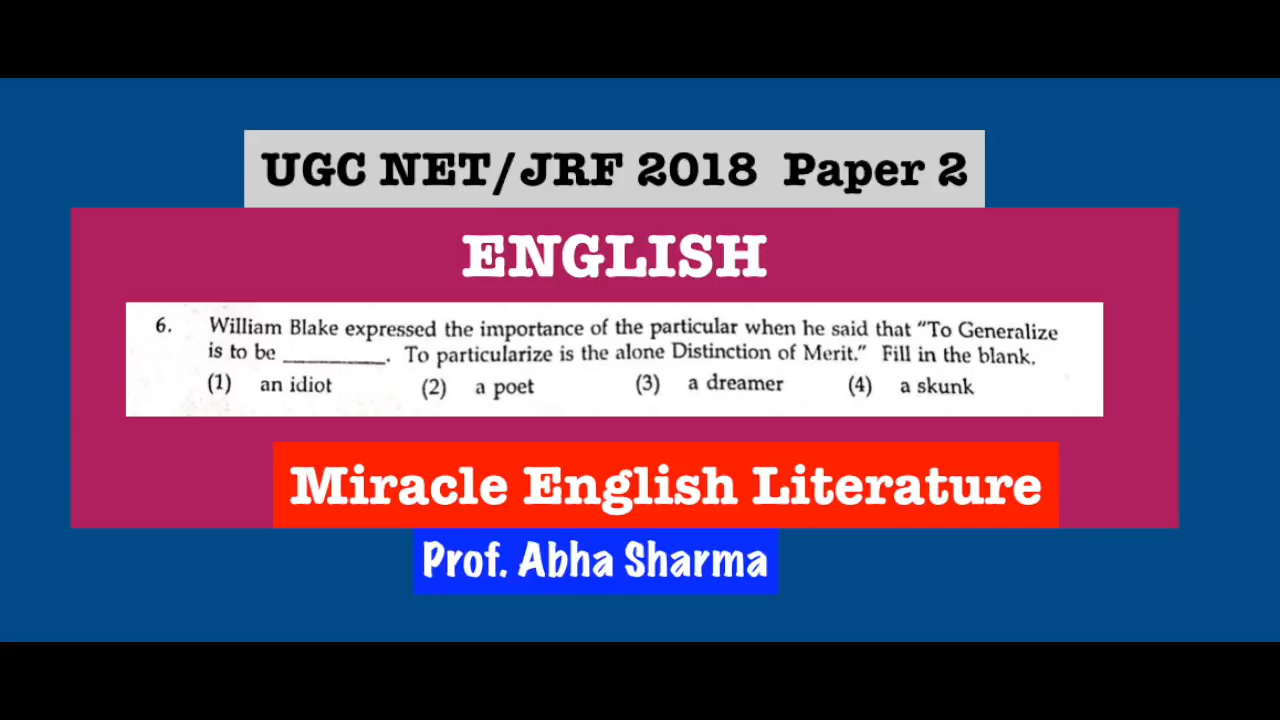 UGC NET/JRF 2018 Paper 2
ENGLISH
6. William Blake expressed the importance of the particular when he said that “To Generalize
is to be __________. To particularize is the alone Distinction of Merit.” Fill in the blank.
(1) an idiot (2) a poet (3) a dreamer (4) a skunk
Miracle English Literature
Prof. Abha Sharma